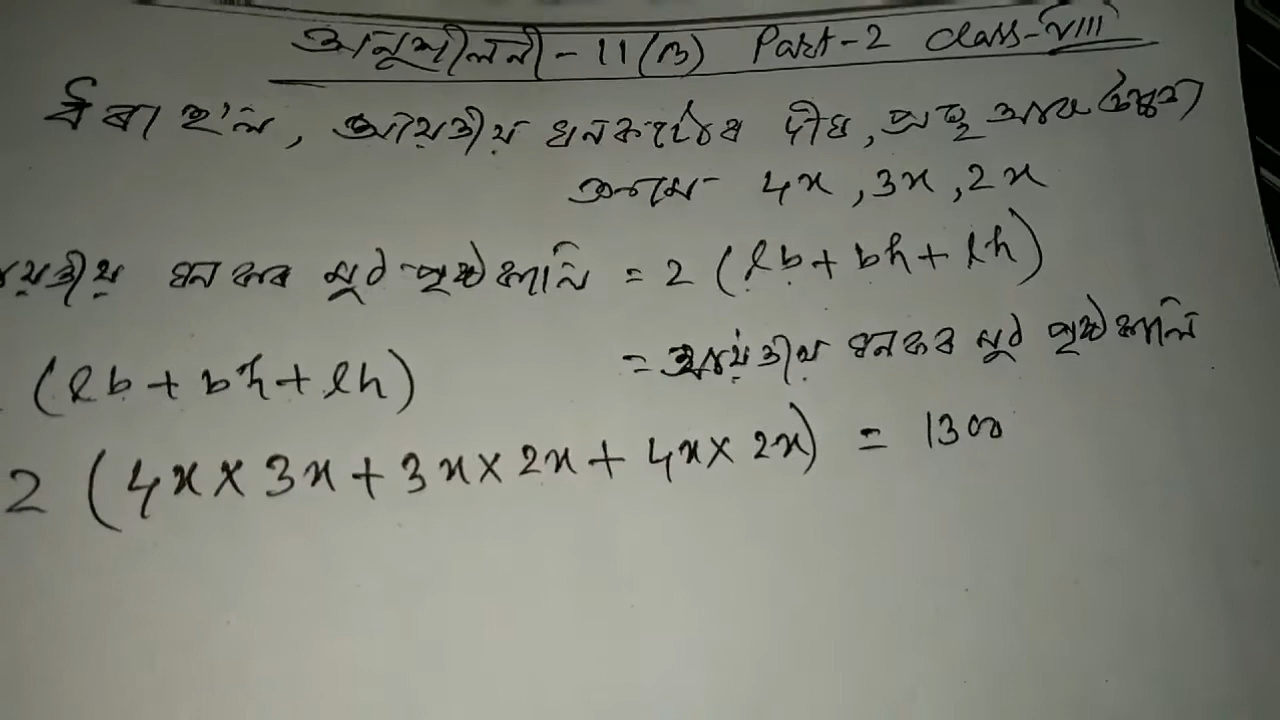 অনুশীলনী - 11 (B) Part-2 Class-VIII
ধৰা হ'ল, আয়তীয় ঘনকটোৰ দীঘ, প্ৰস্থ আৰু উচ্চতা
ক্ৰমে 4x, 3x, 2x
য়তীয় ঘনকৰ মুঠ পৃষ্ঠকালি = 2 (lb + bh + lh)
(lb + bh + lh) = আয়তীয় ঘনকৰ মুঠ পৃষ্ঠকালি
2 (4x × 3x + 3x × 2x + 4x × 2x) = 1300